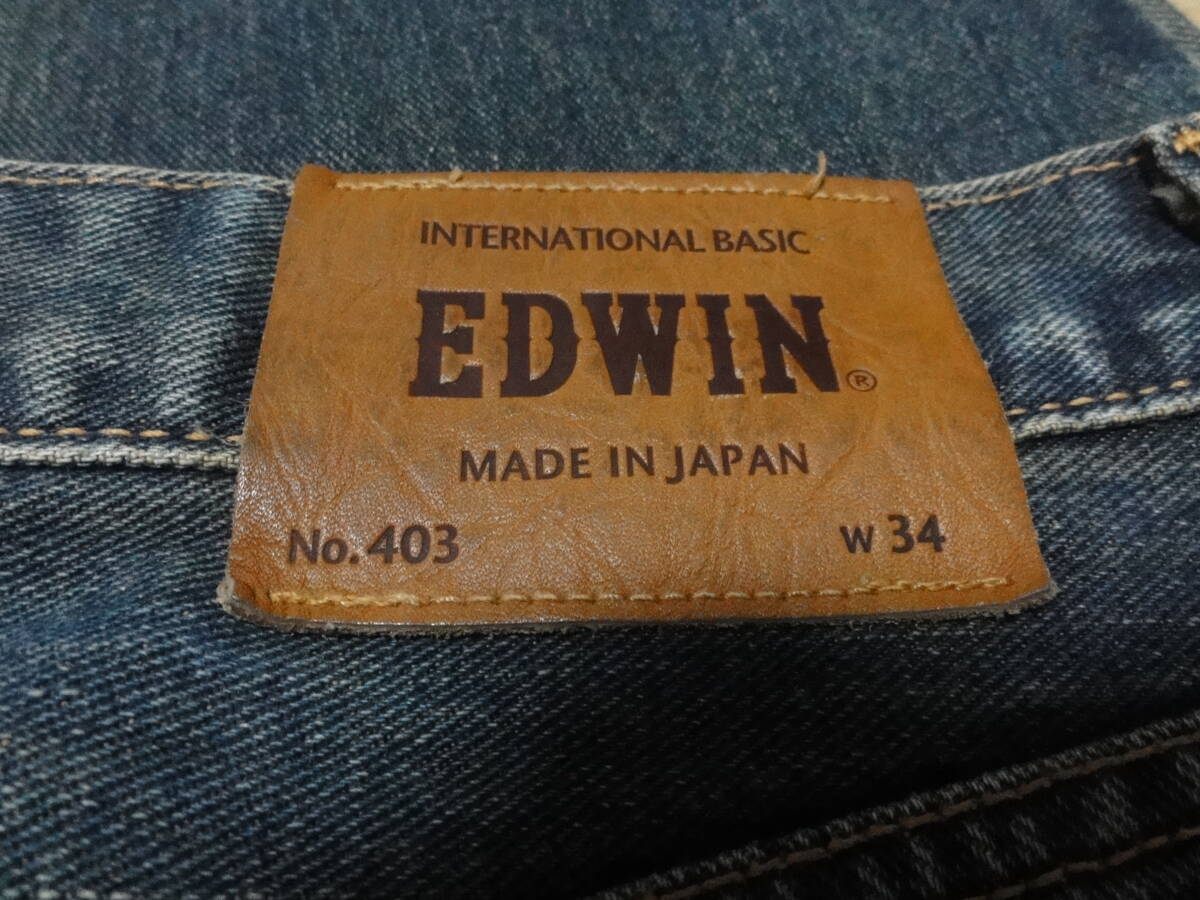 INTERNATIONAL BASIC
EDWIN®
MADE IN JAPAN
No. 403 W 34